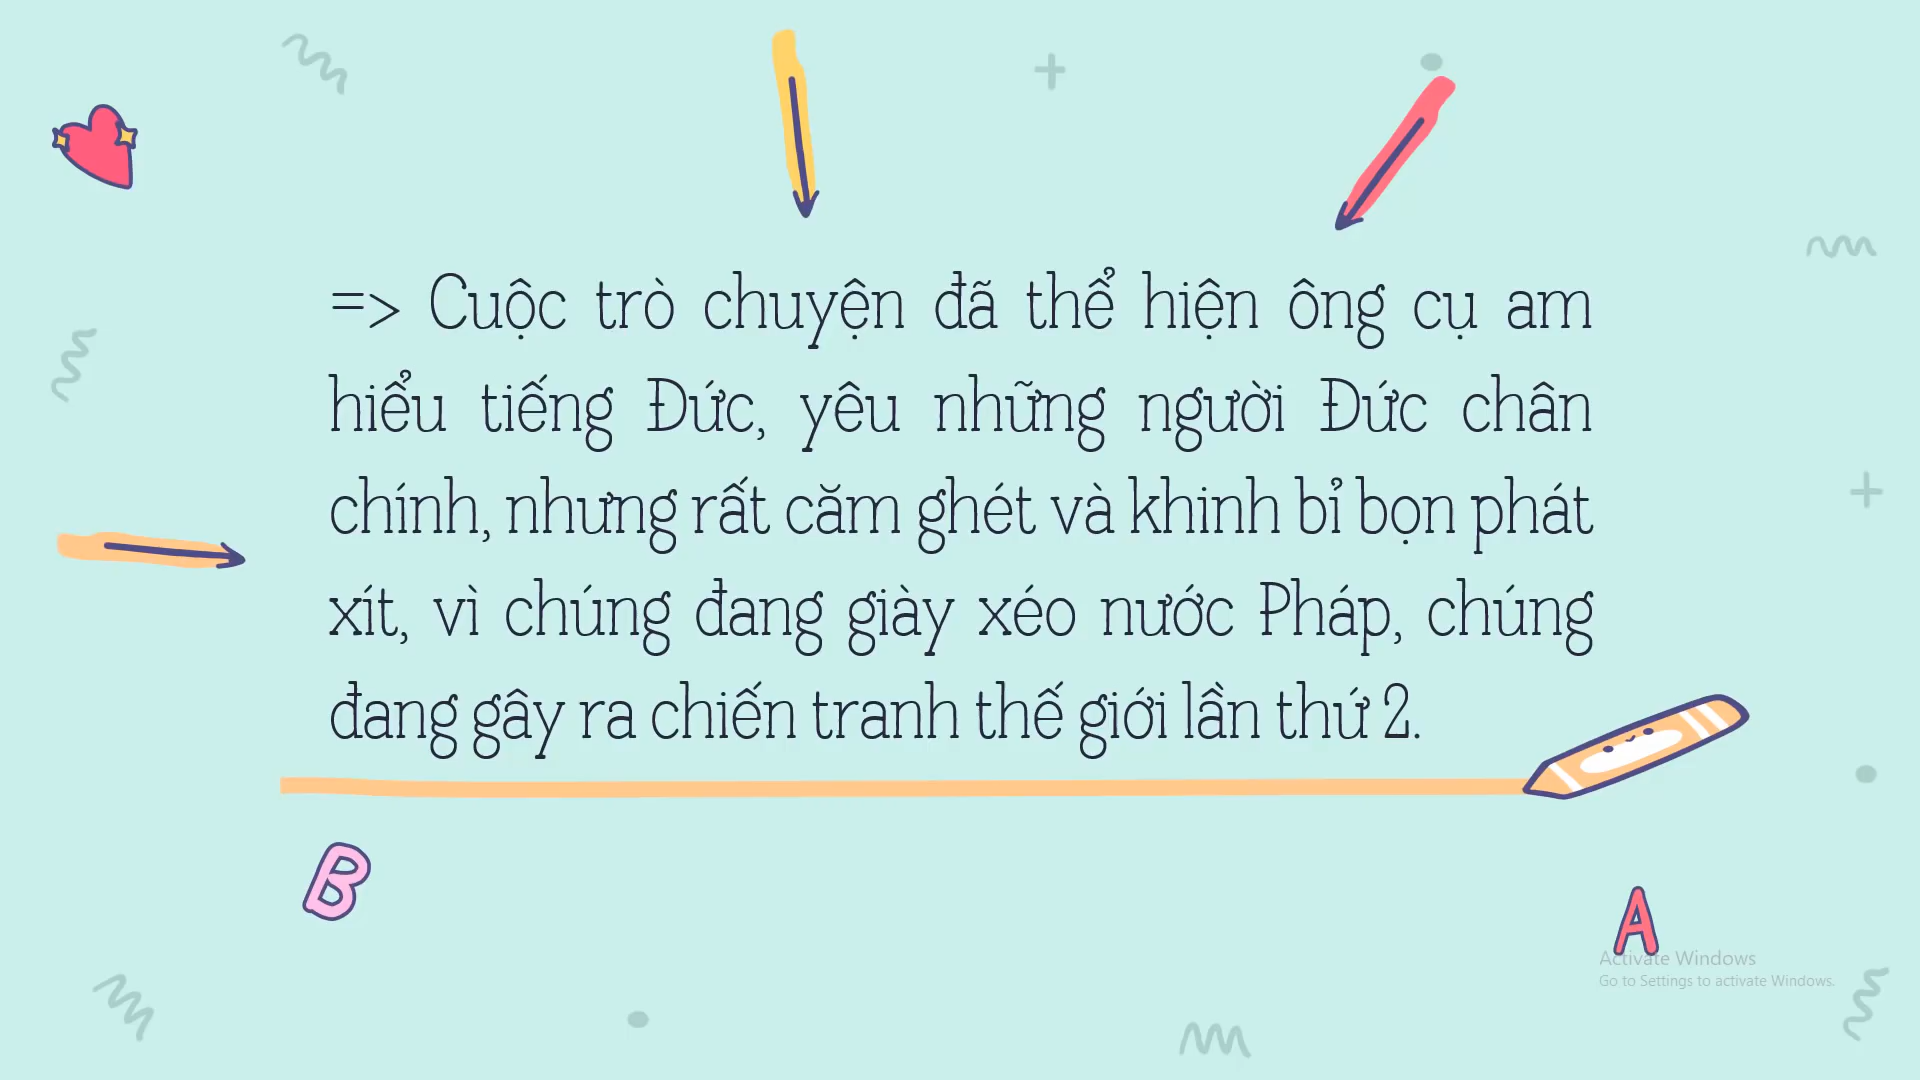 => Cuộc trò chuyện đã thể hiện ông cụ am
hiểu tiếng Đức, yêu những người Đức chân
chính, nhưng rất căm ghét và khinh bỉ bọn phát
xít, vì chúng đang giày xéo nước Pháp, chúng
đang gây ra chiến tranh thế giới lần thứ 2.
B
A
Activate Windows
Go to Settings to activate Windows.